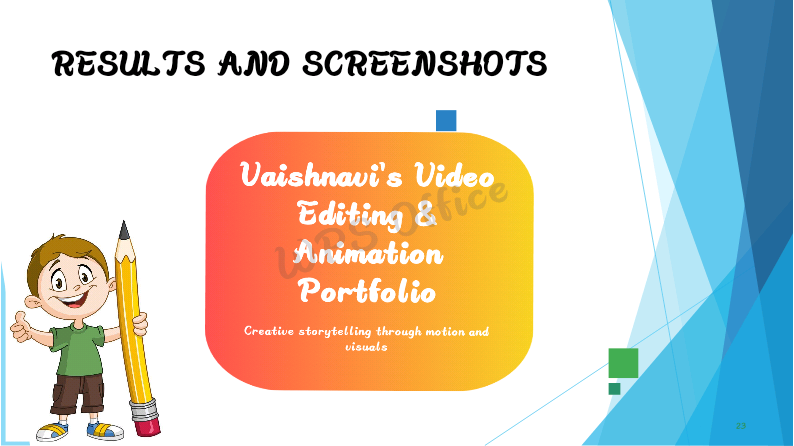 RESULTS AND SCREENSHOTS
Vaishnavi's Video
Editing &
Animation
Portfolio
WPS Office
Creative storytelling through motion and
visuals
23